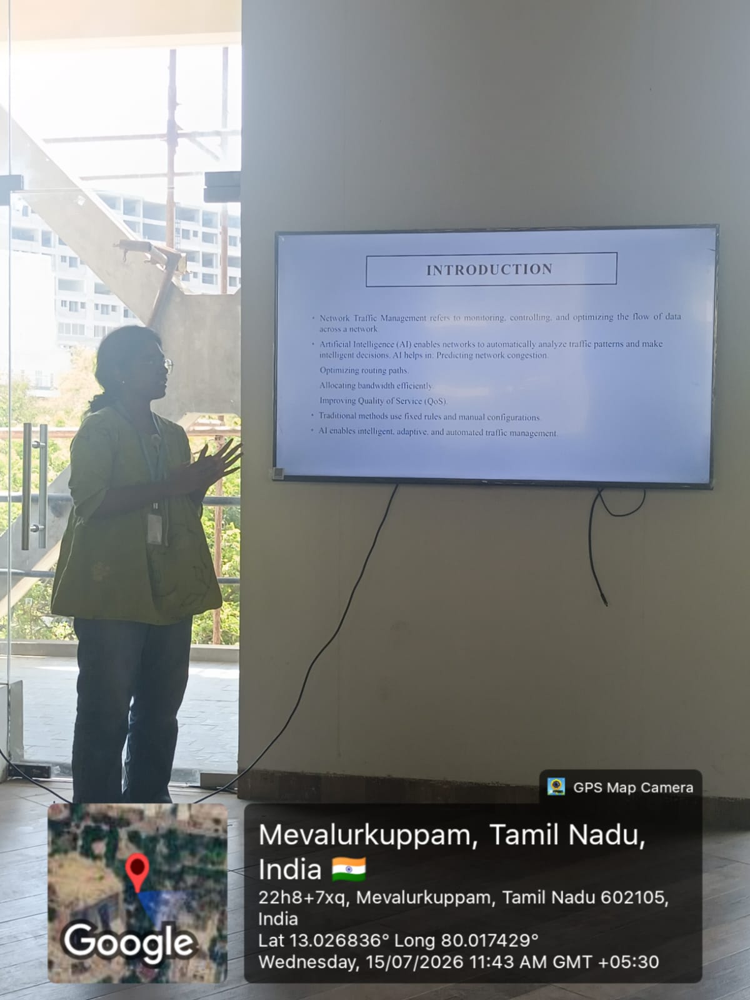 INTRODUCTION
• Network Traffic Management refers to monitoring, controlling, and optimizing the flow of data
across a network.
• Artificial Intelligence (AI) enables networks to automatically analyze traffic patterns and make
intelligent decisions. AI helps in: Predicting network congestion.
Optimizing routing paths.
Allocating bandwidth efficiently.
Improving Quality of Service (QoS).
• Traditional methods use fixed rules and manual configurations.
• AI enables intelligent, adaptive, and automated traffic management.
GPS Map Camera
Mevalurkuppam, Tamil Nadu,
India
22h8+7xq, Mevalurkuppam, Tamil Nadu 602105,
India
Lat 13.026836° Long 80.017429°
Wednesday, 15/07/2026 11:43 AM GMT +05:30
Google